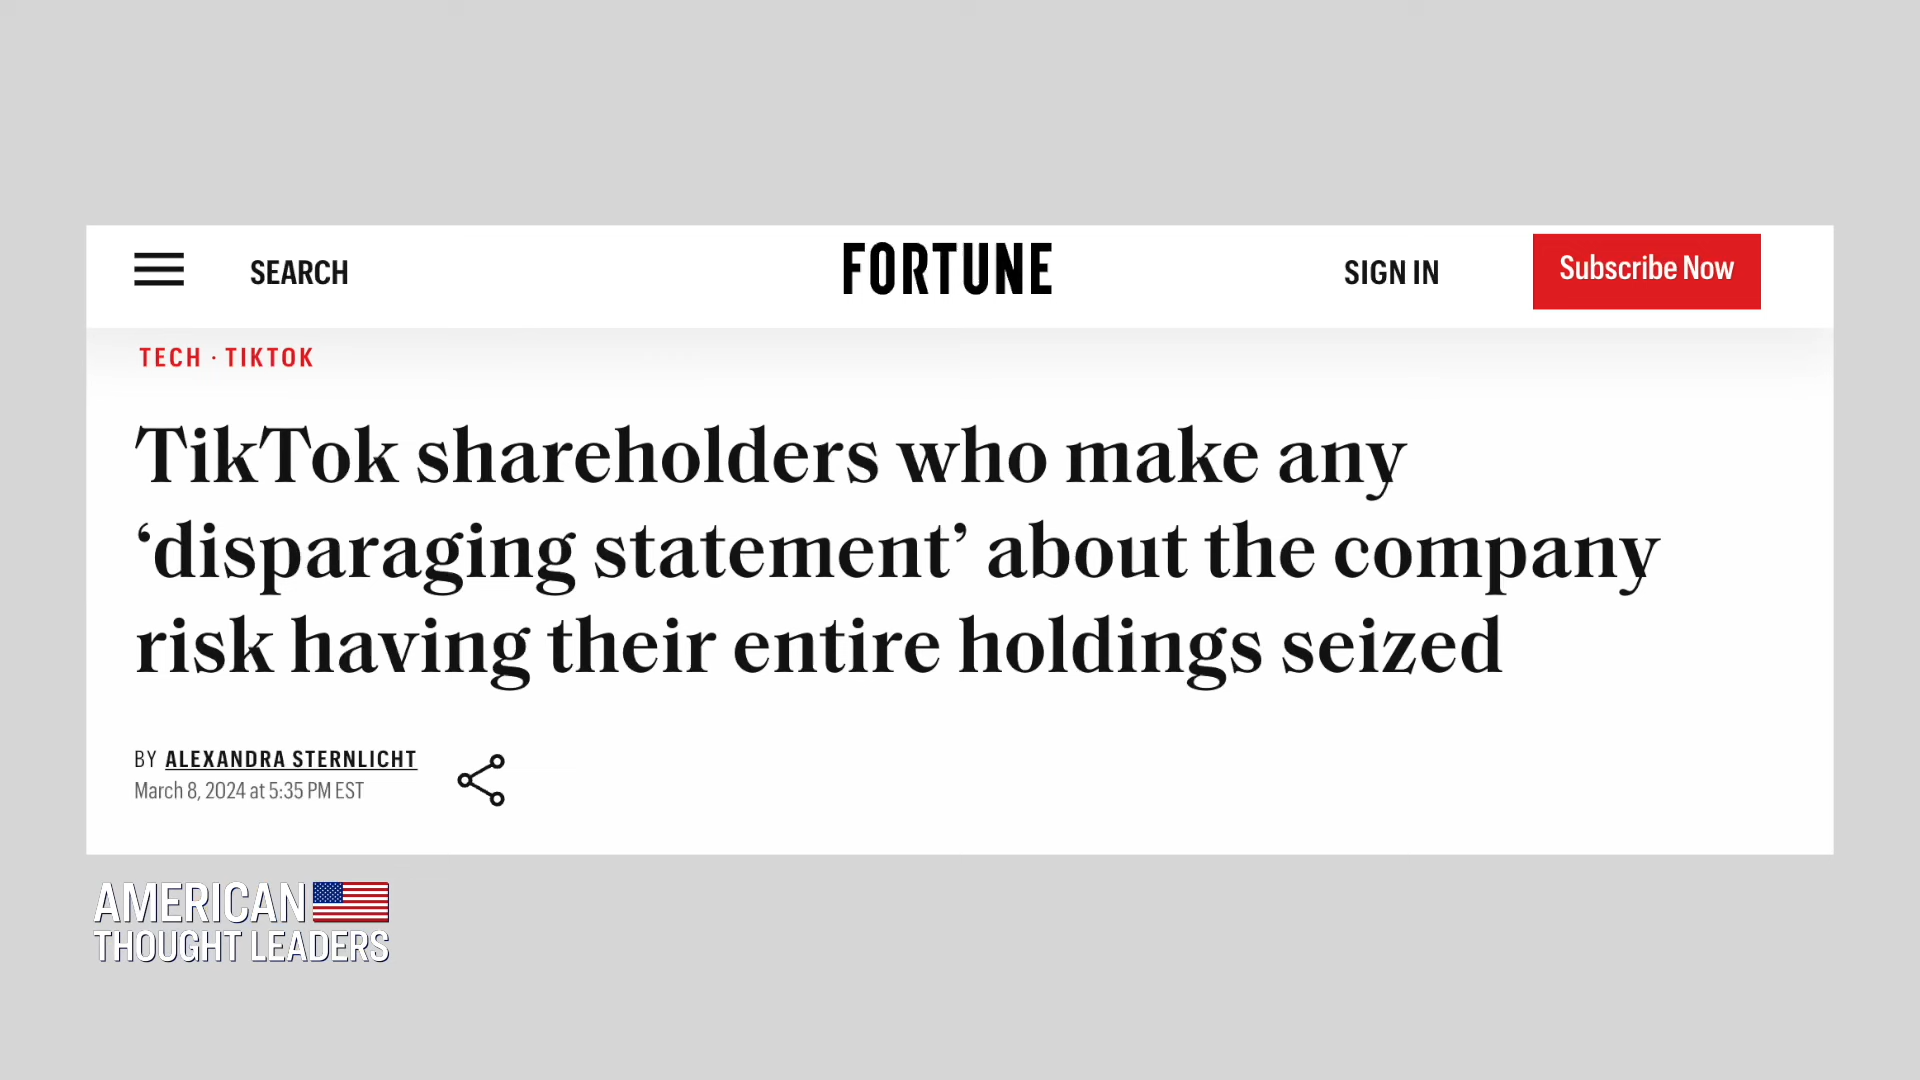 SEARCH
FORTUNE
SIGN IN
Subscribe Now
TECH · TIKTOK
TikTok shareholders who make any
‘disparaging statement’ about the company
risk having their entire holdings seized
BY ALEXANDRA STERNLICHT
March 8, 2024 at 5:35 PM EST
AMERICAN
THOUGHT LEADERS